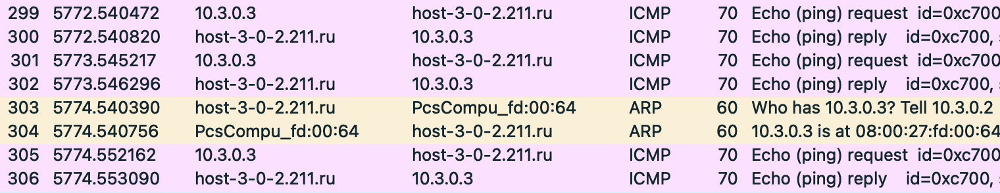 299 5772.540472 10.3.0.3 host-3-0-2.211.ru ICMP 70 Echo (ping) request id=0xc700
300 5772.540820 host-3-0-2.211.ru 10.3.0.3 ICMP 70 Echo (ping) reply id=0xc700,
301 5773.545217 10.3.0.3 host-3-0-2.211.ru ICMP 70 Echo (ping) request id=0xc700
302 5773.546296 host-3-0-2.211.ru 10.3.0.3 ICMP 70 Echo (ping) reply id=0xc700,
303 5774.540390 host-3-0-2.211.ru PcsCompu_fd:00:64 ARP 60 Who has 10.3.0.3? Tell 10.3.0.2
304 5774.540756 PcsCompu_fd:00:64 host-3-0-2.211.ru ARP 60 10.3.0.3 is at 08:00:27:fd:00:64
305 5774.552162 10.3.0.3 host-3-0-2.211.ru ICMP 70 Echo (ping) request id=0xc700
306 5774.553090 host-3-0-2.211.ru 10.3.0.3 ICMP 70 Echo (ping) reply id=0xc700,